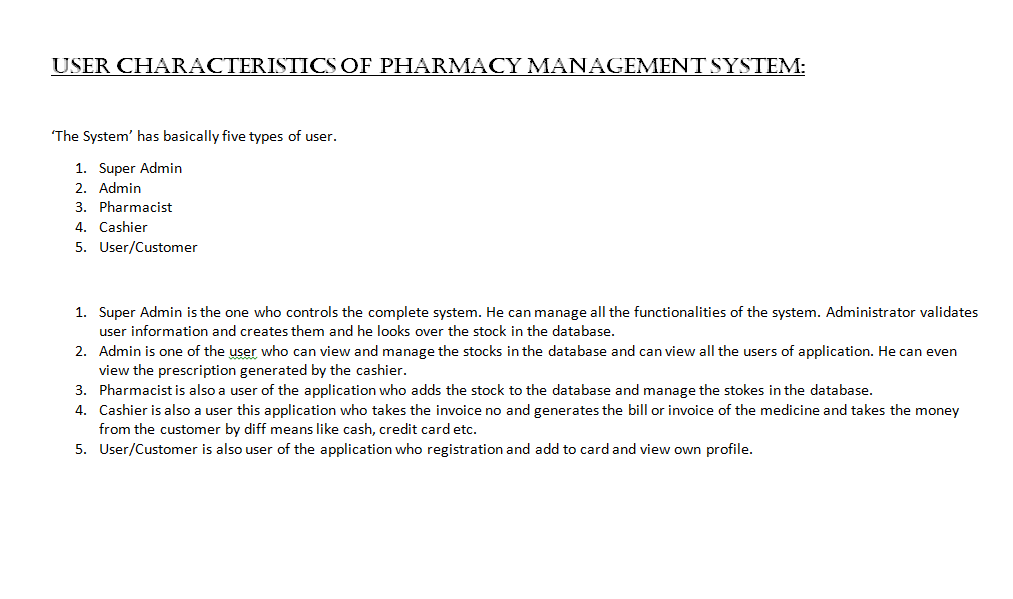 USER CHARACTERISTICS OF PHARMACY MANAGEMENT SYSTEM:
‘The System’ has basically five types of user.
1. Super Admin
2. Admin
3. Pharmacist
4. Cashier
5. User/Customer
1. Super Admin is the one who controls the complete system. He can manage all the functionalities of the system. Administrator validates
user information and creates them and he looks over the stock in the database.
2. Admin is one of the user who can view and manage the stocks in the database and can view all the users of application. He can even
view the prescription generated by the cashier.
3. Pharmacist is also a user of the application who adds the stock to the database and manage the stokes in the database.
4. Cashier is also a user this application who takes the invoice no and generates the bill or invoice of the medicine and takes the money
from the customer by diff means like cash, credit card etc.
5. User/Customer is also user of the application who registration and add to card and view own profile.